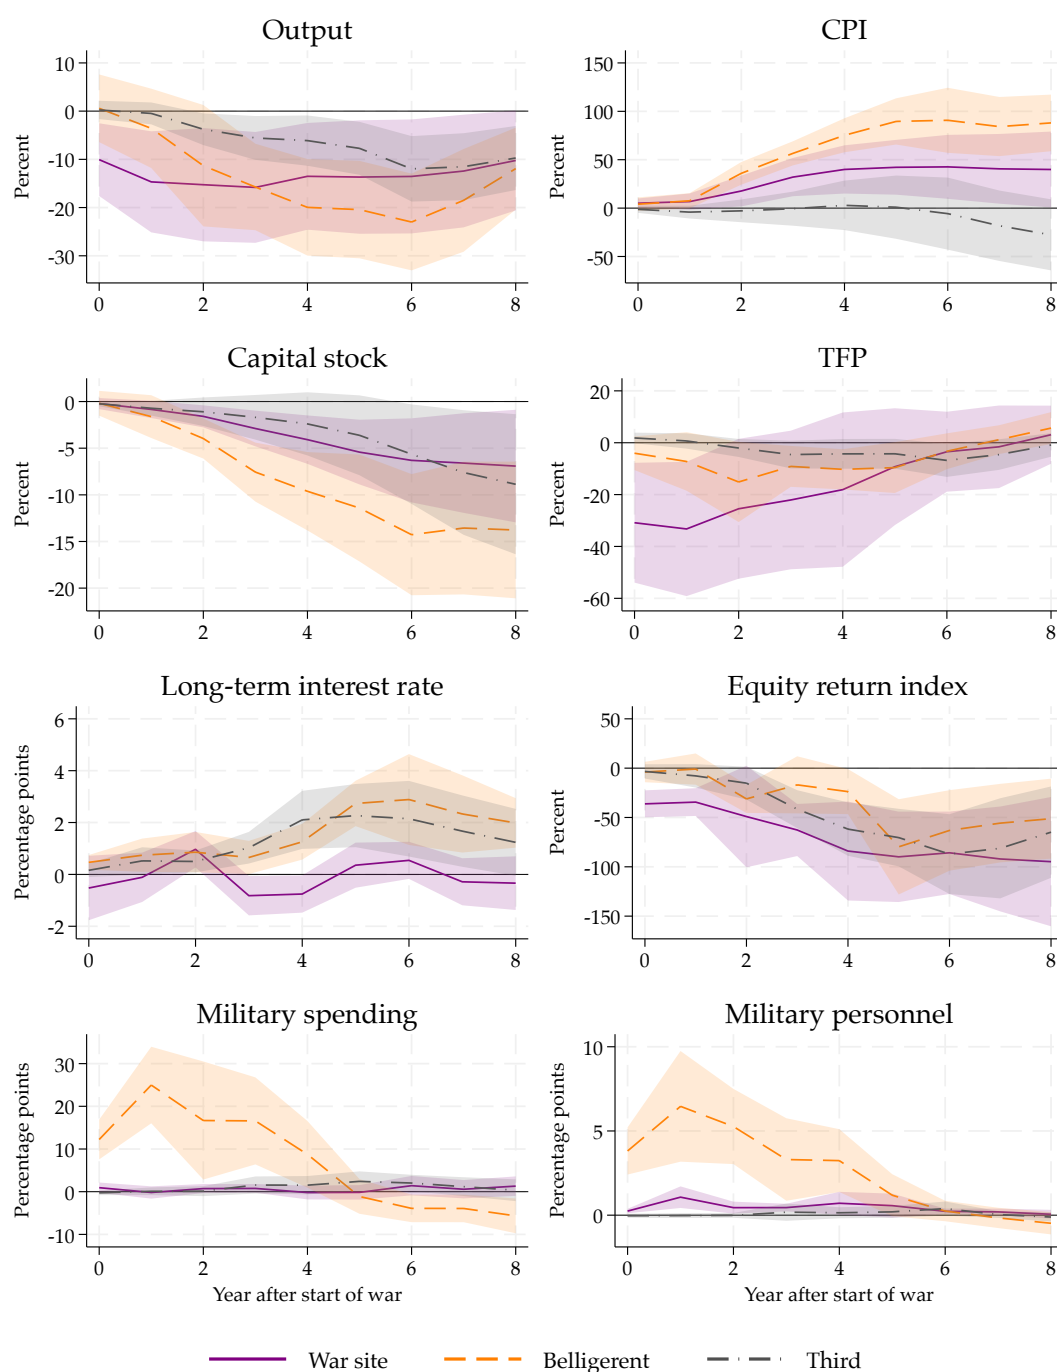 Output
CPI
Percent
10
0
-10
-20
-30
0 2 4 6 8
Percent
150
100
50
0
-50
0 2 4 6 8
Capital stock
TFP
Percent
0
-5
-10
-15
-20
0 2 4 6 8
Percent
20
0
-20
-40
-60
0 2 4 6 8
Long-term interest rate
Equity return index
Percentage points
6
4
2
0
-2
0 2 4 6 8
Percent
50
0
-50
-100
-150
0 2 4 6 8
Military spending
Military personnel
Percentage points
30
20
10
0
-10
0 2 4 6 8
Year after start of war
Percentage points
10
5
0
0 2 4 6 8
Year after start of war
War site Belligerent Third